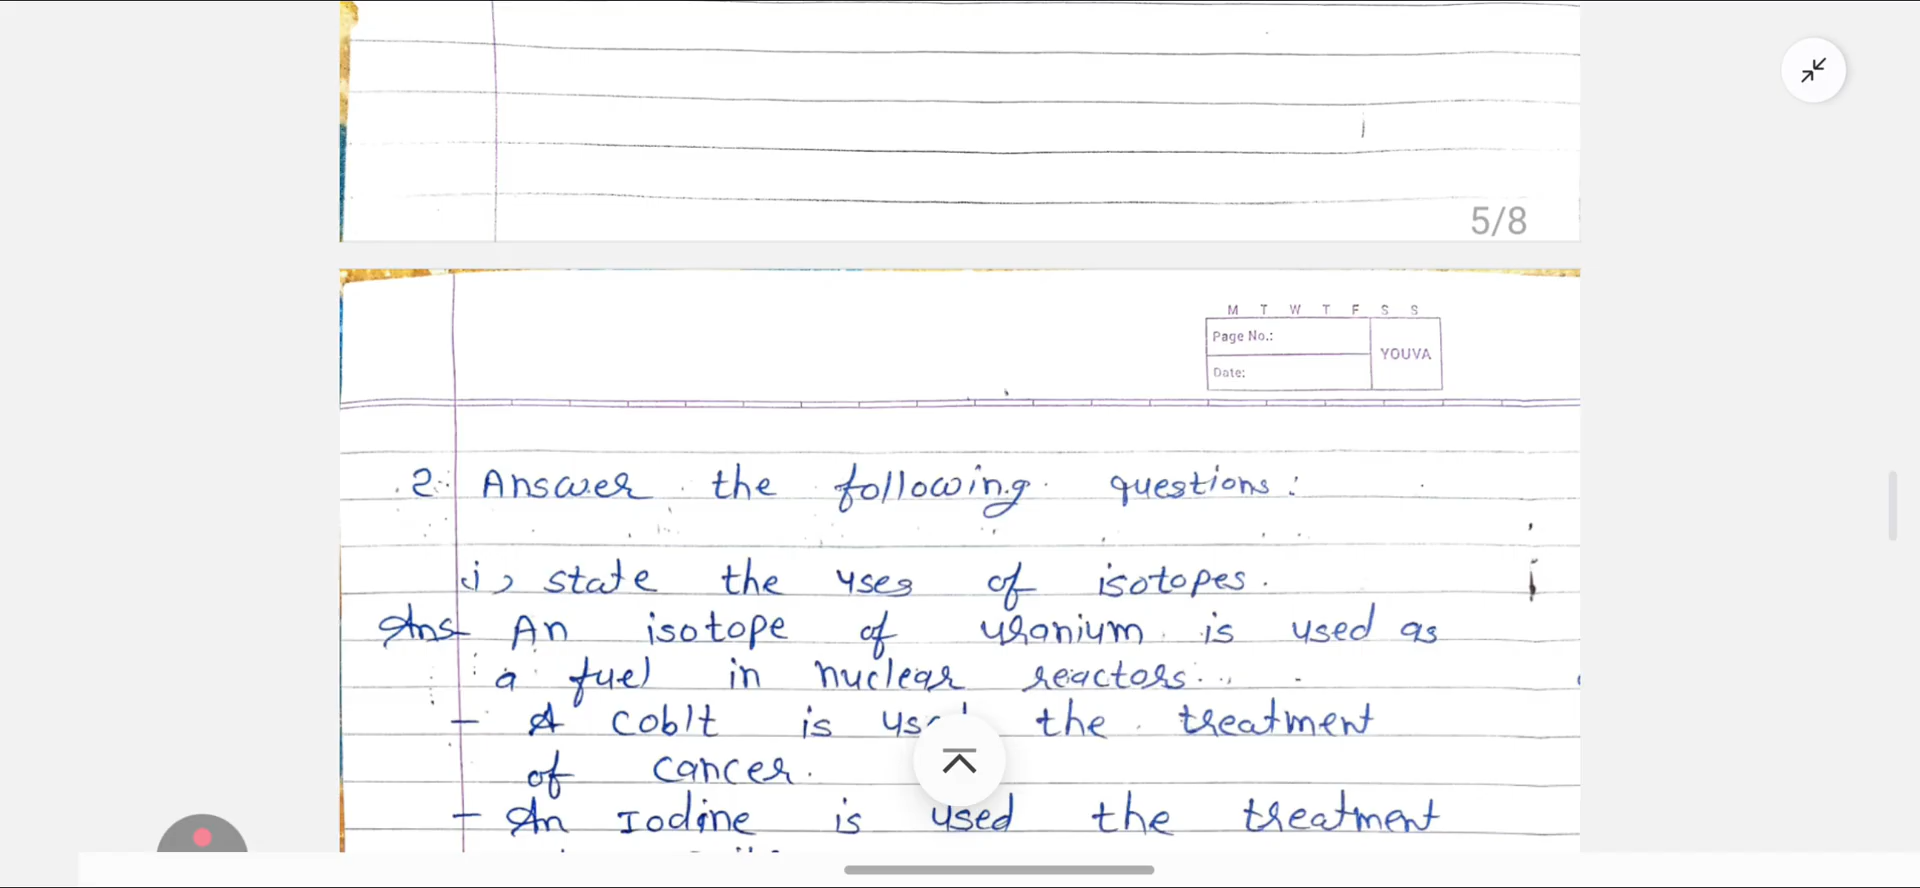 5/8
M T W T F S S
Page No.:
YOUVA
Date:
2. Answer the following questions:
i) state the uses of isotopes.
Ans- An isotope of uranium is used as
a fuel in nuclear reactors.
- A coblt is the treatment
of cancer.
- An Iodine is used the treatment